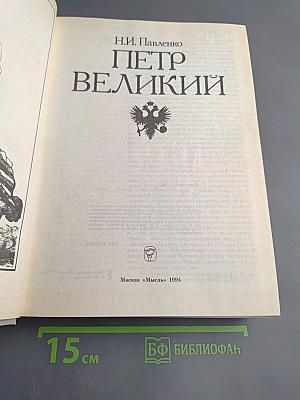 Н.И. Павленко
ПЕТР
ВЕЛИКИЙ
Москва «Мысль» 1994
15 см
БФ БИБЛИОФАН